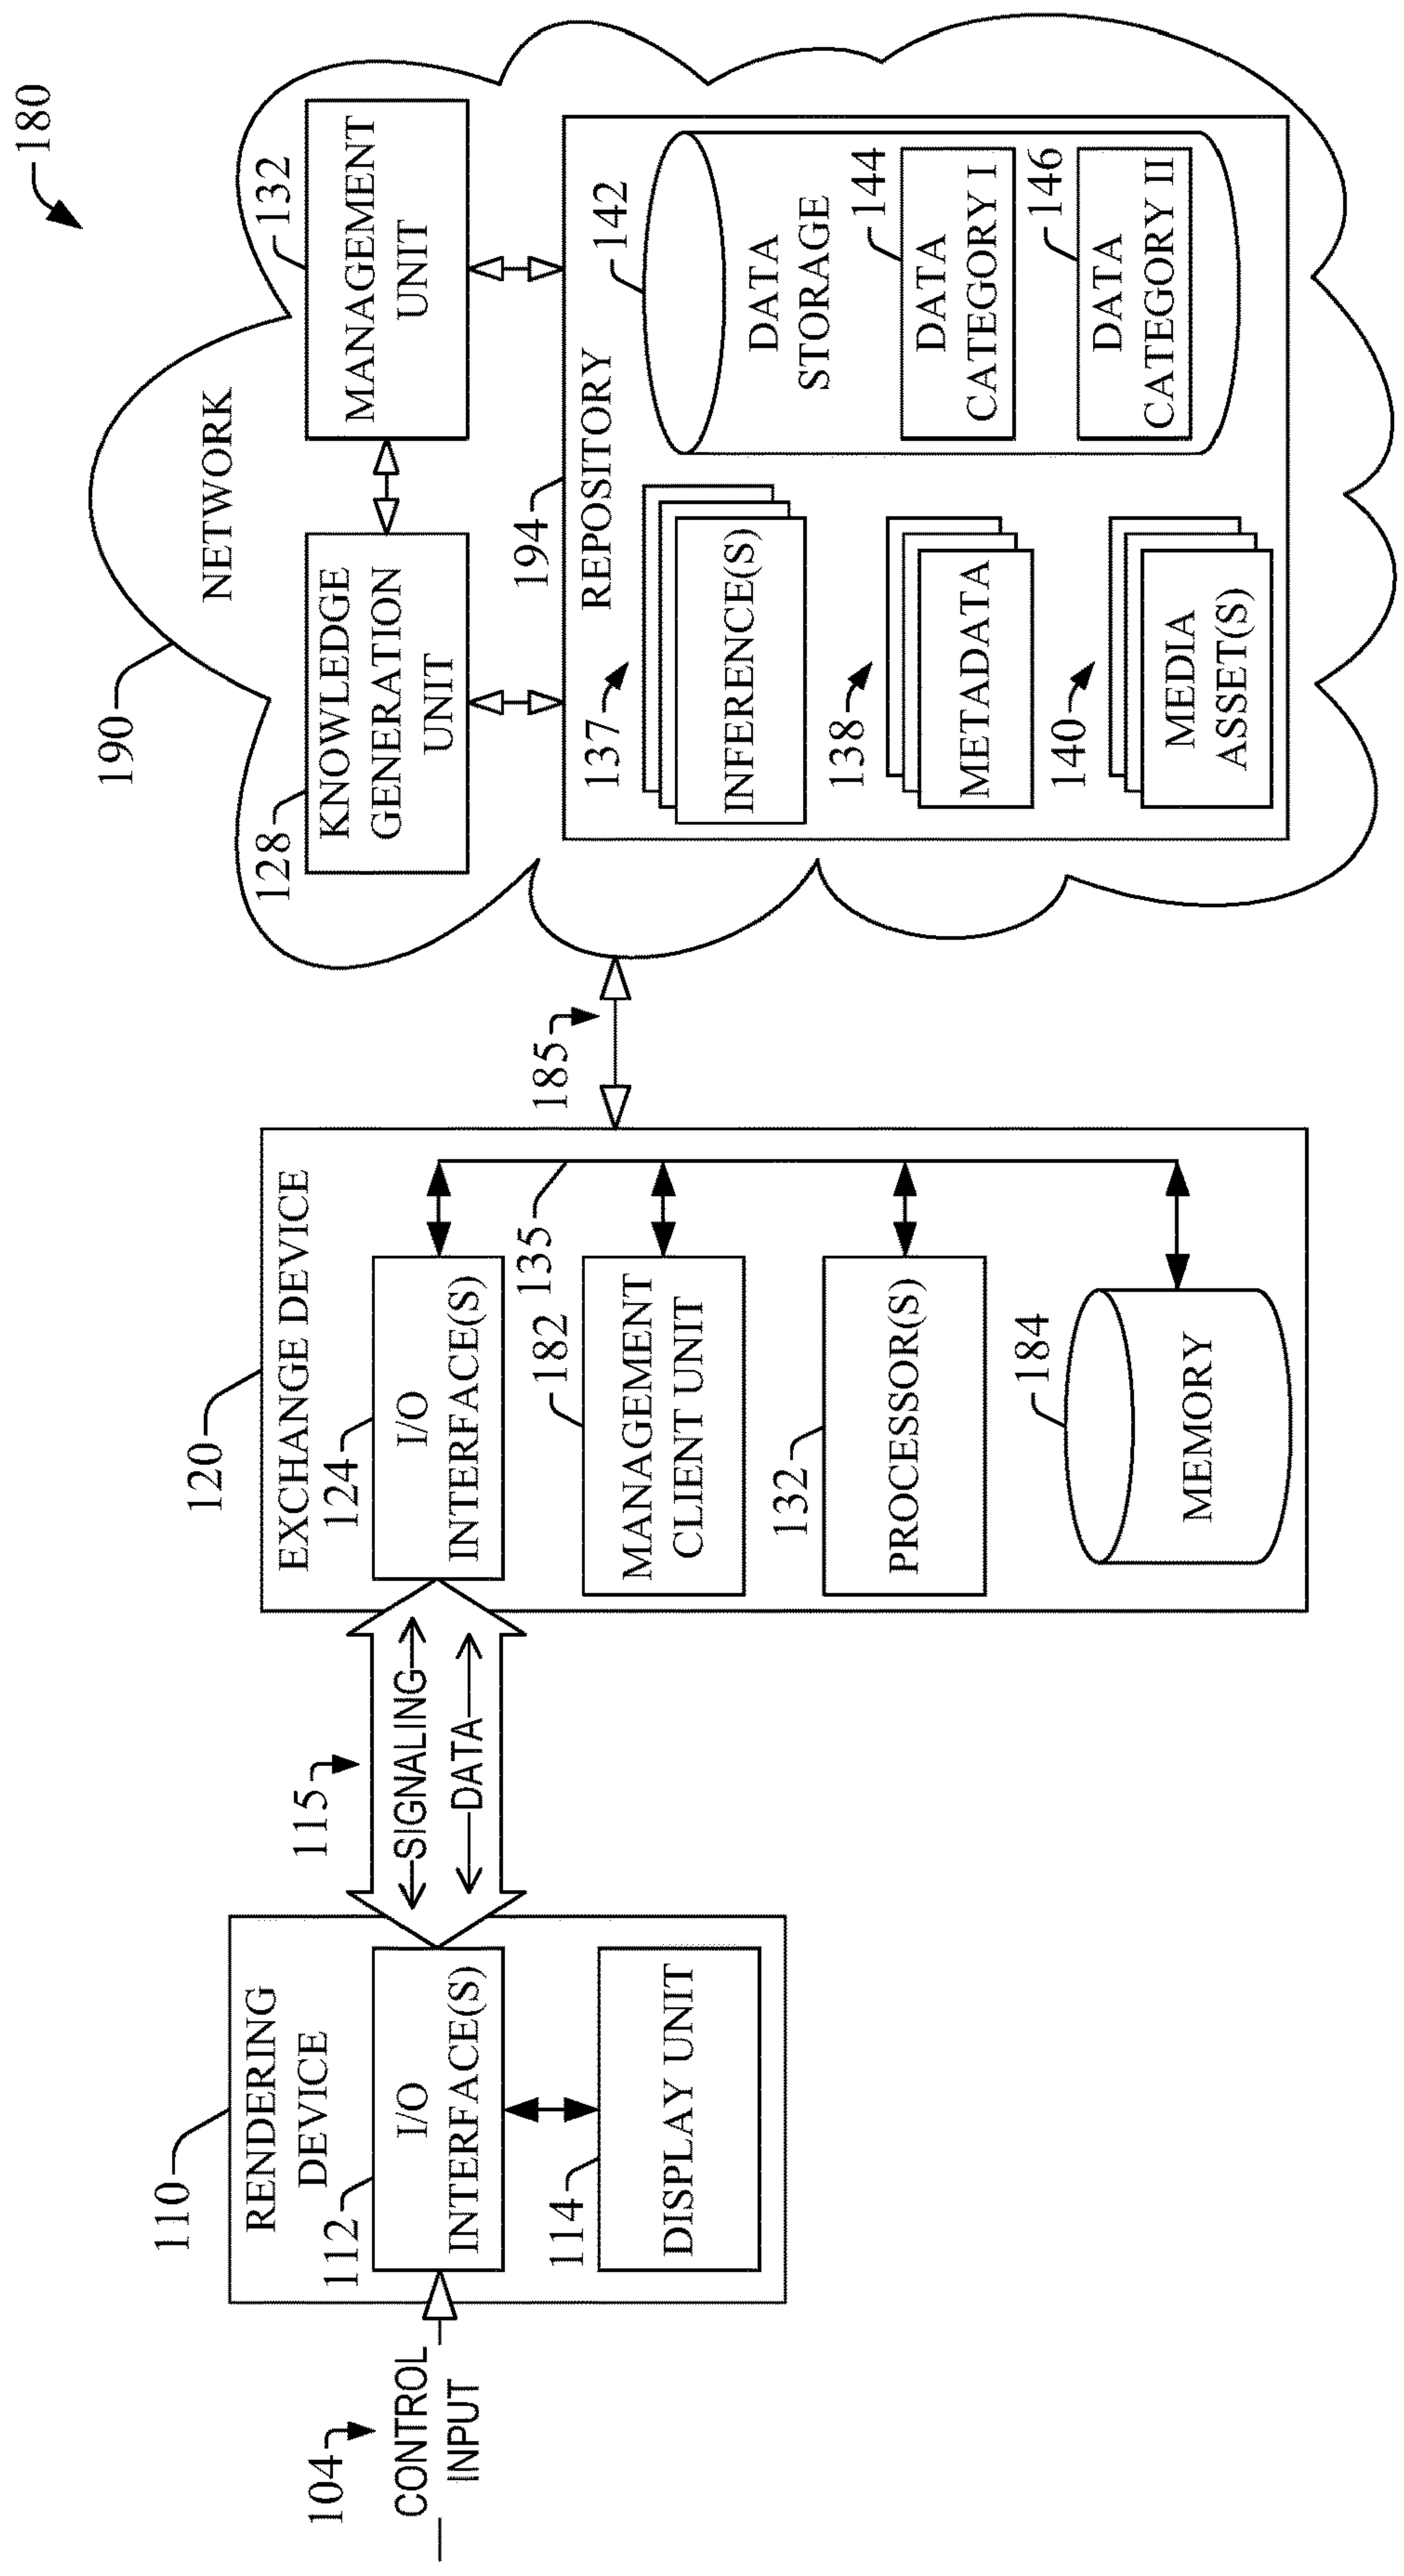 180
190
NETWORK
128
KNOWLEDGE
GENERATION
UNIT
132
MANAGEMENT
UNIT
194
REPOSITORY
137
INFERENCE(S)
138
METADATA
140
MEDIA
ASSET(S)
142
DATA
STORAGE
144
DATA
CATEGORY I
146
DATA
CATEGORY II
185
120
EXCHANGE DEVICE
124
I/O
INTERFACE(S)
135
182
MANAGEMENT
CLIENT UNIT
132
PROCESSOR(S)
184
MEMORY
115
SIGNALING
DATA
110
RENDERING
DEVICE
112
I/O
INTERFACE(S)
114
DISPLAY UNIT
104
CONTROL
INPUT